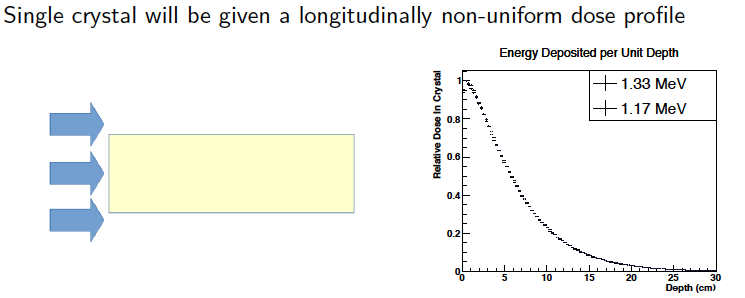 Single crystal will be given a longitudinally non-uniform dose profile
Energy Deposited per Unit Depth
1.33 MeV
1.17 MeV
Relative Dose in Crystal
1
0.8
0.6
0.4
0.2
0
0 5 10 15 20 25 30
Depth (cm)